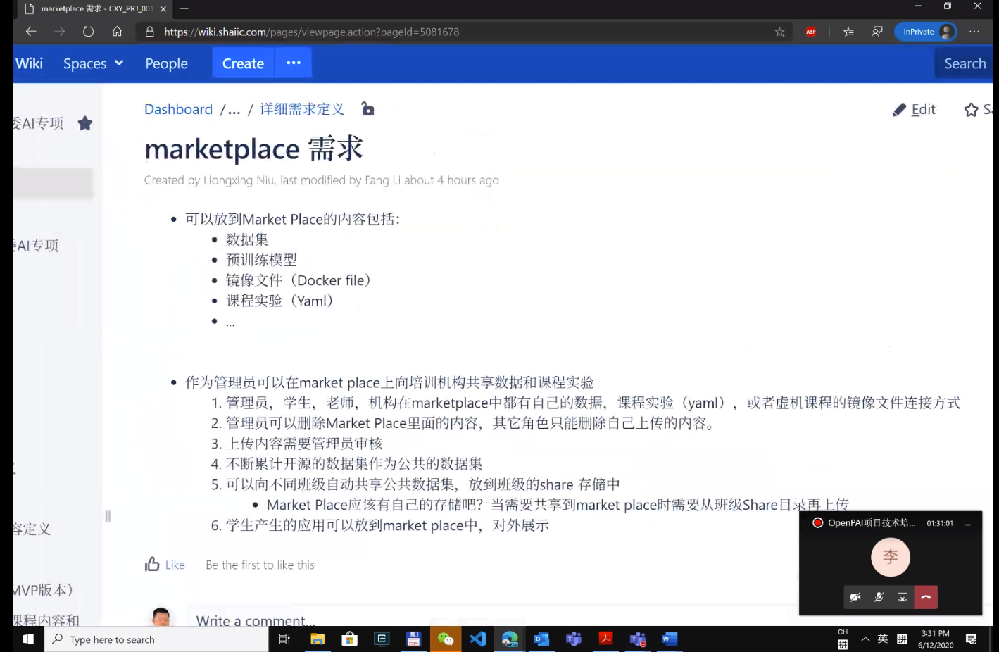 marketplace 需求 - CXY_PRJ_001
https://wiki.shaiic.com/pages/viewpage.action?pageId=5081678
ABP
InPrivate
Wiki
Spaces
People
Create
Search
Dashboard / ... / 详细需求定义
Edit
委AI专项
marketplace 需求
Created by Hongxing Niu, last modified by Fang Li about 4 hours ago
• 可以放到Market Place的内容包括：
• 数据集
AI专项
• 预训练模型
• 镜像文件（Docker file）
• 课程实验（Yaml）
• ...
• 作为管理员可以在market place上向培训机构共享数据和课程实验
1. 管理员，学生，老师，机构在marketplace中都有自己的数据，课程实验（yaml），或者虚机课程的镜像文件连接方式
2. 管理员可以删除Market Place里面的内容，其它角色只能删除自己上传的内容。
3. 上传内容需要管理员审核
4. 不断累计开源的数据集作为公共的数据集
5. 可以向不同班级自动共享公共数据集，放到班级的share 存储中
• Market Place应该有自己的存储吧？当需要共享到market place时需要从班级Share目录再上传
6. 学生产生的应用可以放到market place中，对外展示
容定义
OpenPAI项目技术培... 01:31:01
李
Like
Be the first to like this
MVP版本）
课程内容和
Write a comment...
Type here to search
BETA
CH
拼
英
拼
3:31 PM
6/12/2020